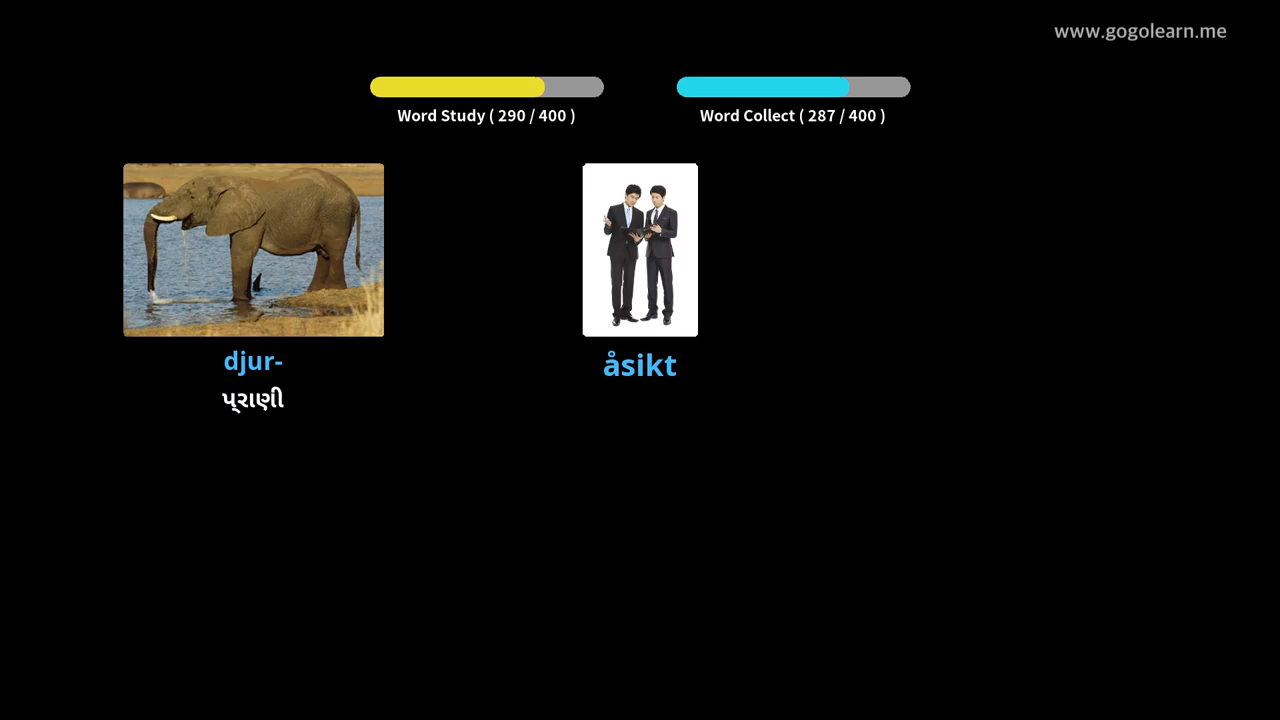 www.gogolearn.me
Word Study ( 290 / 400 )
Word Collect ( 287 / 400 )
djur-
પ્રાણી
åsikt